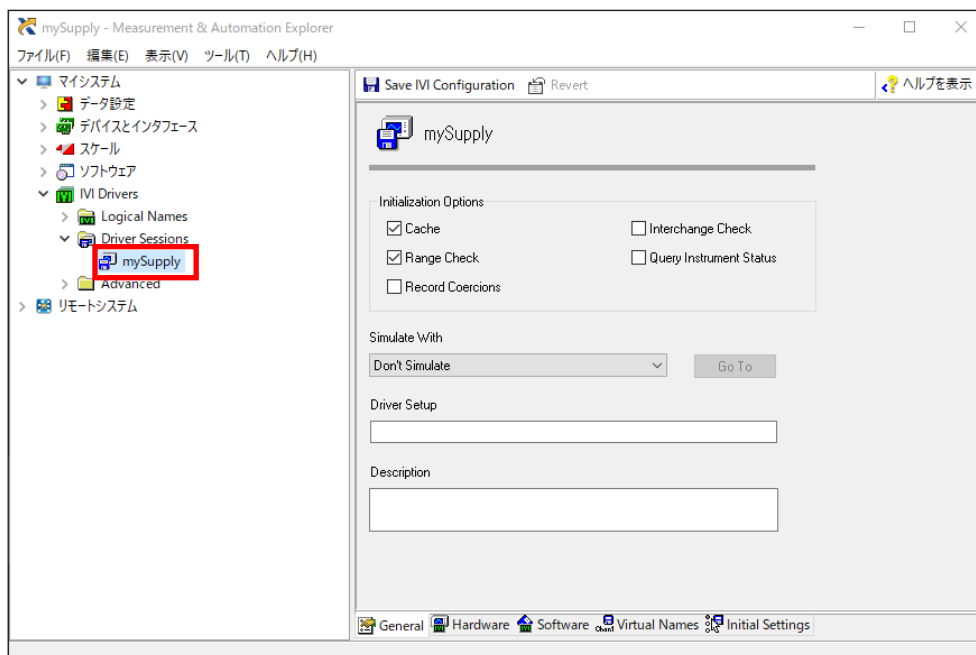 mySupply - Measurement & Automation Explorer
ファイル(F) 編集(E) 表示(V) ツール(T) ヘルプ(H)
マイシステム
データ設定
デバイスとインタフェース
スケール
ソフトウェア
IVI Drivers
Logical Names
Driver Sessions
mySupply
Advanced
リモートシステム
Save IVI Configuration Revert ヘルプを表示
mySupply
Initialization Options
Cache Interchange Check
Range Check Query Instrument Status
Record Coercions
Simulate With
Don't Simulate Go To
Driver Setup
Description
General Hardware Software Virtual Names Initial Settings